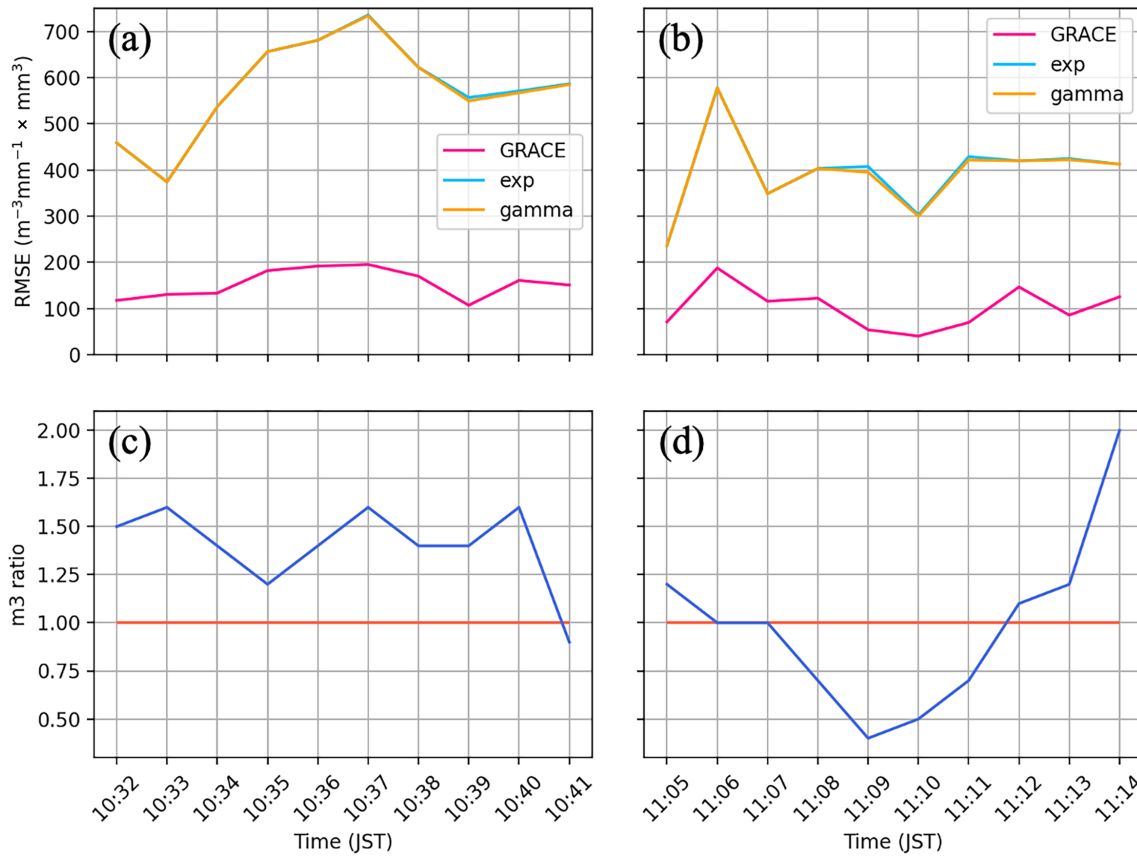 (a)
700
600
500
400
300
200
100
0
RMSE (m⁻³mm⁻¹ × mm³)
GRACE
exp
gamma
(b)
GRACE
exp
gamma
(c)
2.00
1.75
1.50
1.25
1.00
0.75
0.50
m3 ratio
10:32
10:33
10:34
10:35
10:36
10:37
10:38
10:39
10:40
10:41
Time (JST)
(d)
11:05
11:06
11:07
11:08
11:09
11:10
11:11
11:12
11:13
11:14
Time (JST)